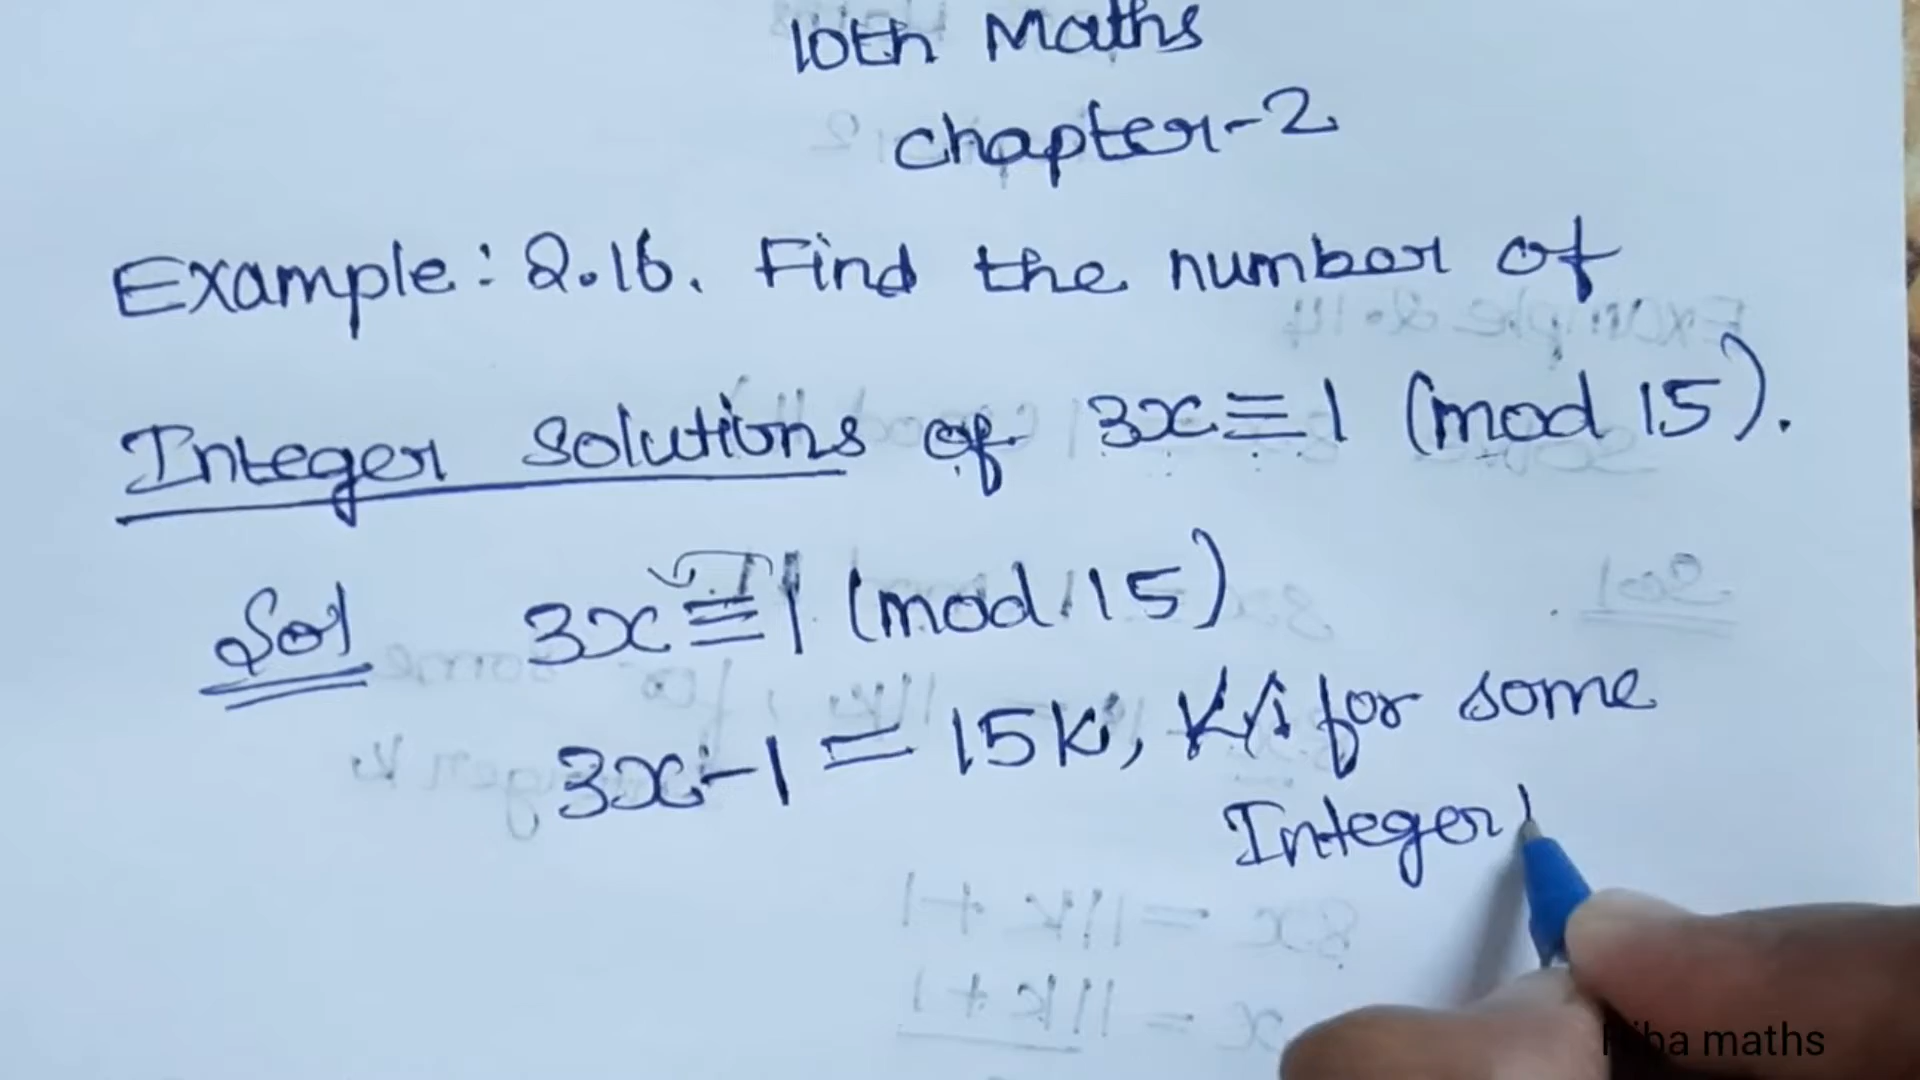 10th Maths
Chapter-2
Example: 2.16. Find the number of
Integer Solutions of 3x≡1 (mod 15).
Sol 3x≡1 (mod 15)
3x-1 = 15k, for some
Integer
maths